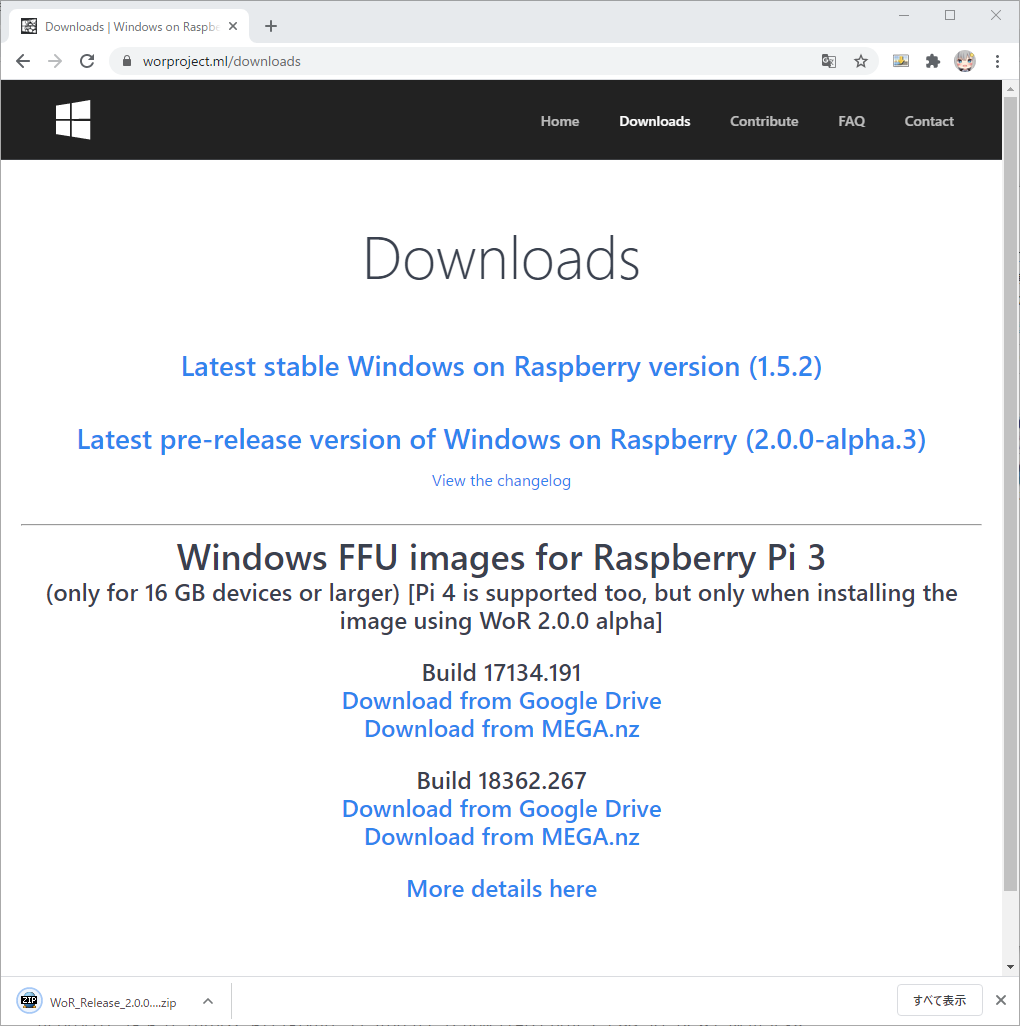 Downloads | Windows on Raspbe
worproject.ml/downloads
Home Downloads Contribute FAQ Contact
Downloads
Latest stable Windows on Raspberry version (1.5.2)
Latest pre-release version of Windows on Raspberry (2.0.0-alpha.3)
View the changelog
Windows FFU images for Raspberry Pi 3
(only for 16 GB devices or larger) [Pi 4 is supported too, but only when installing the
image using WoR 2.0.0 alpha]
Build 17134.191
Download from Google Drive
Download from MEGA.nz
Build 18362.267
Download from Google Drive
Download from MEGA.nz
More details here
ZIP
WoR_Release_2.0.0....zip
すべて表示